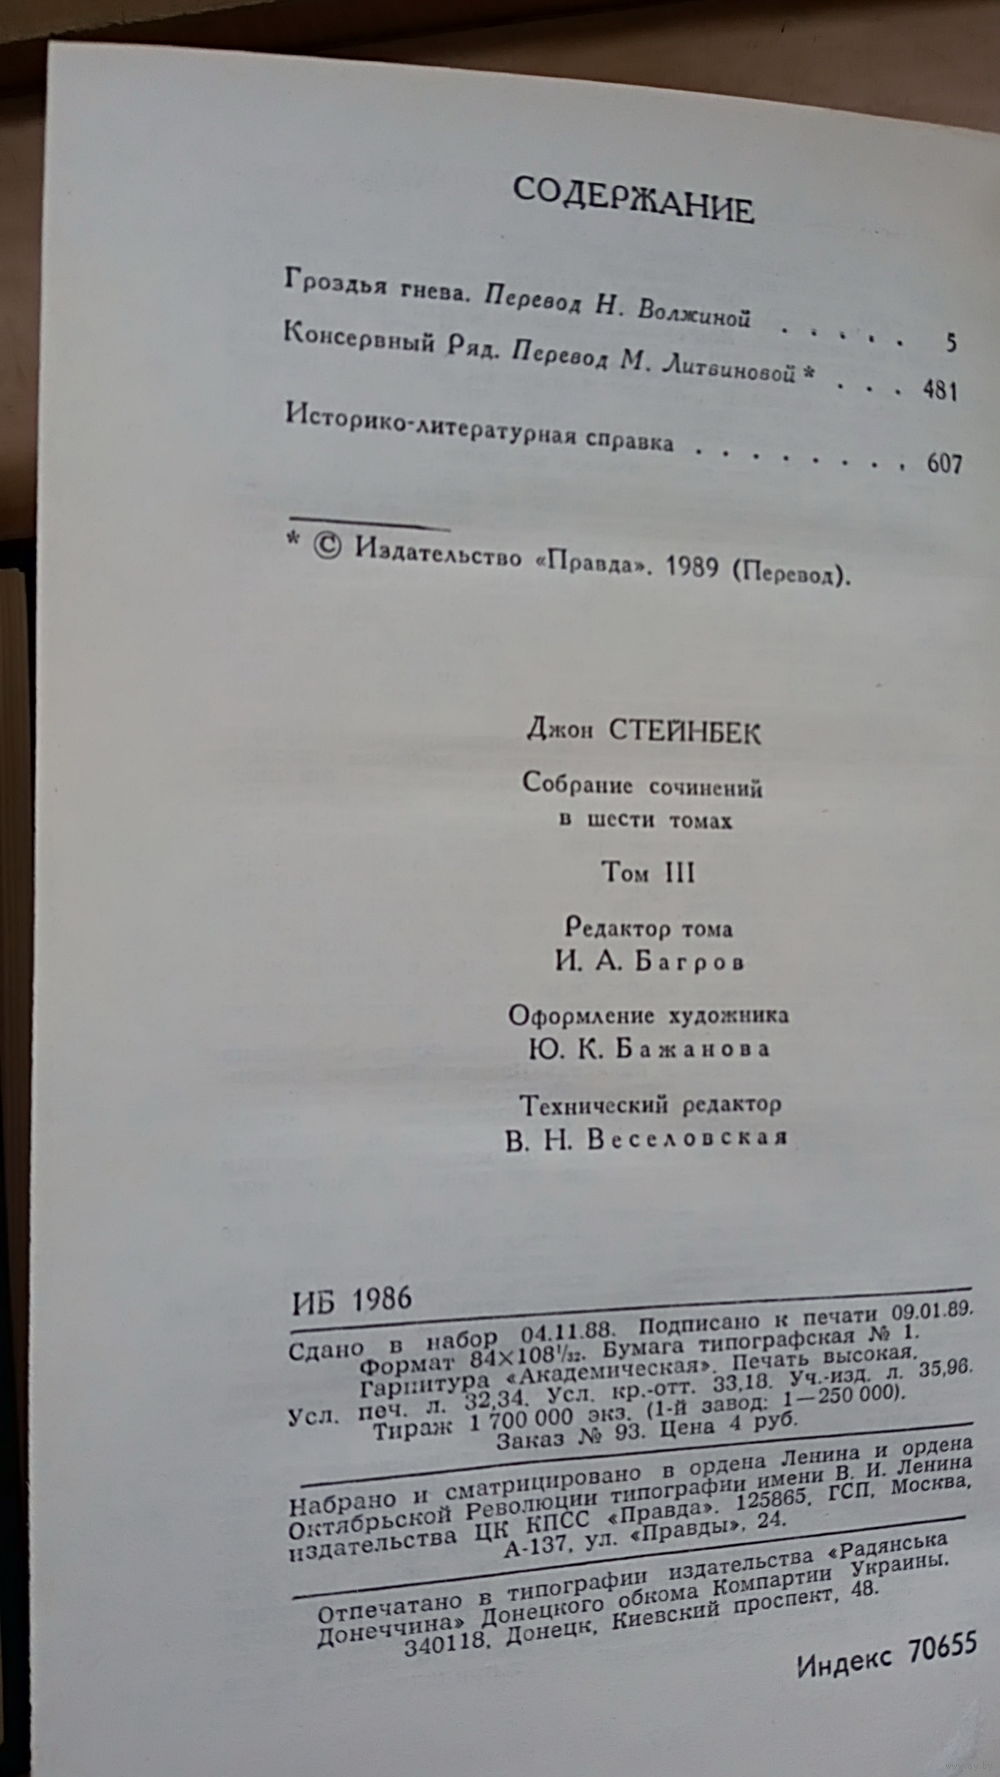 СОДЕРЖАНИЕ
Гроздья гнева. Перевод Н. Волжиной . . . . . 5
Консервный Ряд. Перевод М. Литвиновой * . . . 481
Историко-литературная справка . . . . . . . . 607
* © Издательство «Правда». 1989 (Перевод).
Джон СТЕЙНБЕК
Собрание сочинений
в шести томах
Том III
Редактор тома
И. А. Багров
Оформление художника
Ю. К. Бажанова
Технический редактор
В. Н. Веселовская
ИБ 1986
Сдано в набор 04.11.88. Подписано к печати 09.01.89.
Формат 84×108¹/₃₂. Бумага типографская № 1.
Гарнитура «Академическая». Печать высокая.
Усл. печ. л. 32,34. Усл. кр.-отт. 33,18. Уч.-изд. л. 35,96.
Тираж 1 700 000 экз. (1-й завод: 1—250 000).
Заказ № 93. Цена 4 руб.
Набрано и сматрицировано в ордена Ленина и ордена
Октябрьской Революции типографии имени В. И. Ленина
издательства ЦК КПСС «Правда». 125865, ГСП, Москва,
А-137, ул. «Правды», 24.
Отпечатано в типографии издательства «Радянська
Донеччина» Донецкого обкома Компартии Украины.
340118, Донецк, Киевский проспект, 48.
Индекс 70655